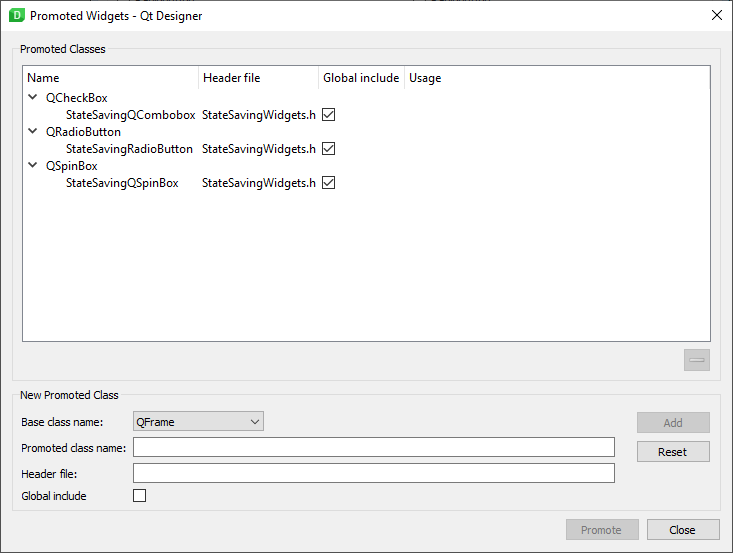 Promoted Widgets - Qt Designer
Promoted Classes
Name Header file Global include Usage
QCheckBox
StateSavingQCombobox StateSavingWidgets.h
QRadioButton
StateSavingRadioButton StateSavingWidgets.h
QSpinBox
StateSavingQSpinBox StateSavingWidgets.h
New Promoted Class
Base class name: QFrame Add
Promoted class name: Reset
Header file:
Global include
Promote Close